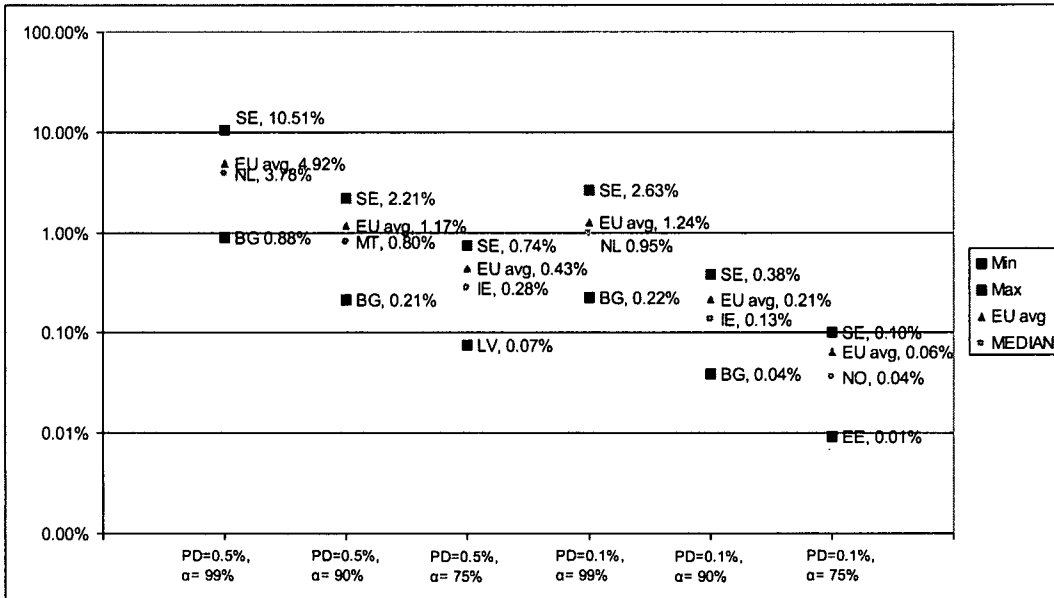 100.00%
10.00%
1.00%
0.10%
0.01%
0.00%
SE, 10.51%
EU avg, 4.92%
NL, 3.78%
BG 0.88%
SE, 2.21%
EU avg, 1.17%
MT, 0.80%
BG, 0.21%
SE, 0.74%
EU avg, 0.43%
IE, 0.28%
LV, 0.07%
SE, 2.63%
EU avg, 1.24%
NL 0.95%
BG, 0.22%
SE, 0.38%
EU avg, 0.21%
IE, 0.13%
BG, 0.04%
SE, 0.10%
EU avg, 0.06%
NO, 0.04%
EE, 0.01%
PD=0.5%,
α= 99%
PD=0.5%,
α= 90%
PD=0.5%,
α= 75%
PD=0.1%,
α= 99%
PD=0.1%,
α= 90%
PD=0.1%,
α= 75%
Min
Max
EU avg
MEDIAN